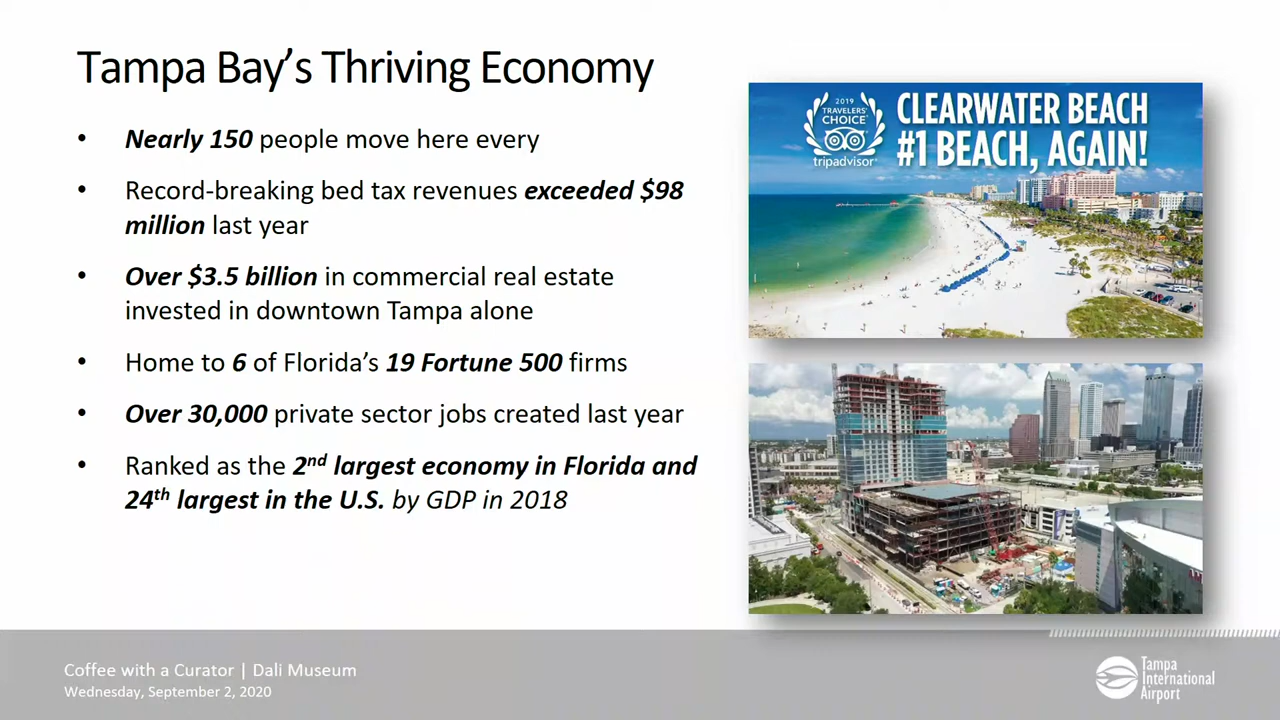 Tampa Bay’s Thriving Economy
• Nearly 150 people move here every
• Record-breaking bed tax revenues exceeded $98
million last year
• Over $3.5 billion in commercial real estate
invested in downtown Tampa alone
• Home to 6 of Florida’s 19 Fortune 500 firms
• Over 30,000 private sector jobs created last year
• Ranked as the 2nd largest economy in Florida and
24th largest in the U.S. by GDP in 2018
2019
TRAVELERS’
CHOICE
tripadvisor
CLEARWATER BEACH
#1 BEACH, AGAIN!
Coffee with a Curator | Dali Museum
Wednesday, September 2, 2020
Tampa
International
Airport